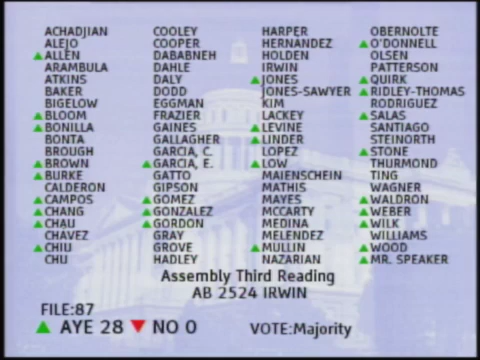 ACHADJIAN COOLEY HARPER OBERNOLTE
ALEJO COOPER HERNÁNDEZ O'DONNELL
ALLEN DABABNEH HOLDEN OLSEN
ARAMBULA DAHLE IRWIN PATTERSON
ATKINS DALY JONES QUIRK
BAKER DODD JONES-SAWYER RIDLEY-THOMAS
BIGELOW EGGMAN KIM RODRIGUEZ
BLOOM FRAZIER LACKEY SALAS
BONILLA GAINES LEVINE SANTIAGO
BONTA GALLAGHER LINDER STEINORTH
BROUGH GARCIA, C. LOPEZ STONE
BROWN GARCIA, E. LOW THURMOND
BURKE GATTO MAIENSCHEIN TING
CALDERON GIPSON MATHIS WAGNER
CAMPOS GOMEZ MAYES WALDRON
CHANG GONZALEZ MCCARTY WEBER
CHAU GORDON MEDINA WILK
CHÁVEZ GRAY MELENDEZ WILLIAMS
CHIU GROVE MULLIN WOOD
CHU HADLEY NAZARIAN MR. SPEAKER
Assembly Third Reading
AB 2524 IRWIN
FILE:87
AYE 28 NO 0 VOTE:Majority